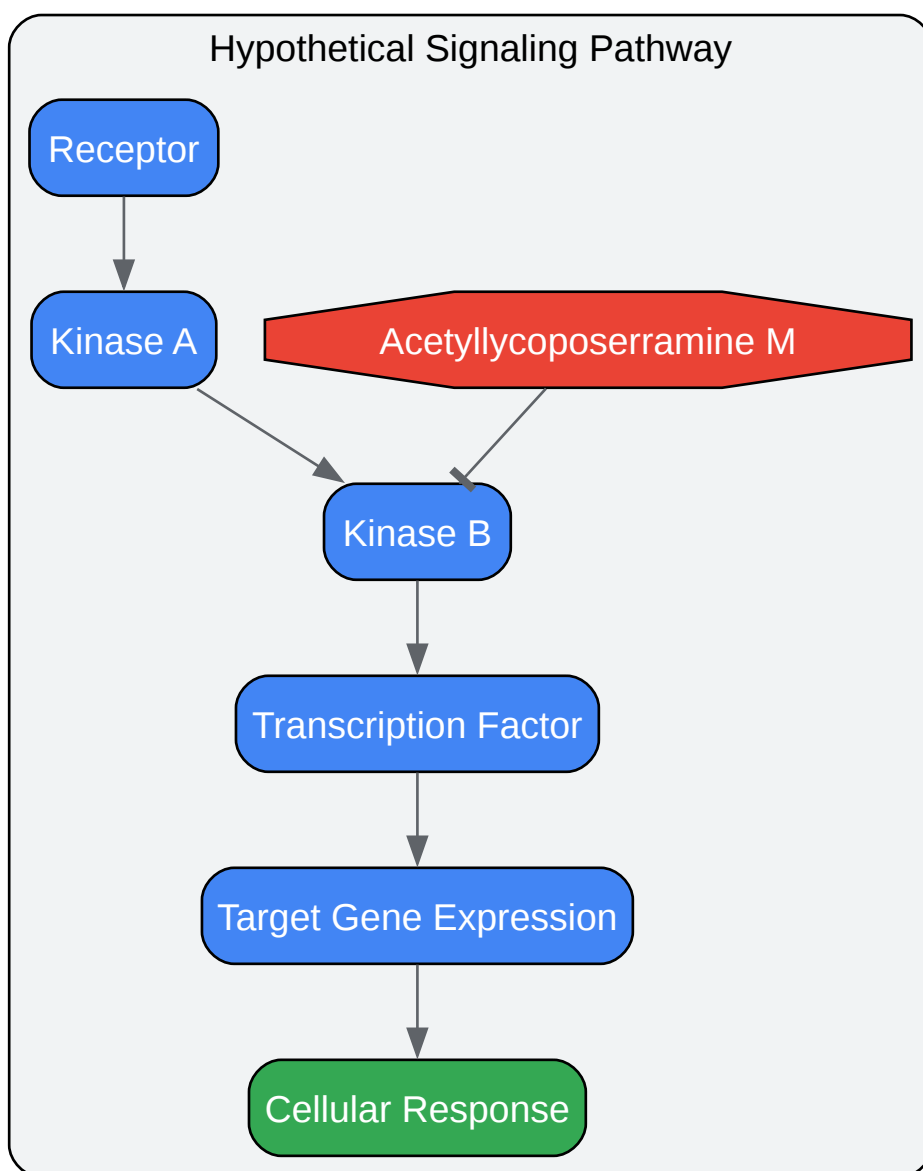 Hypothetical Signaling Pathway
Receptor
Kinase A
Acetyllycoposerramine M
Kinase B
Transcription Factor
Target Gene Expression
Cellular Response